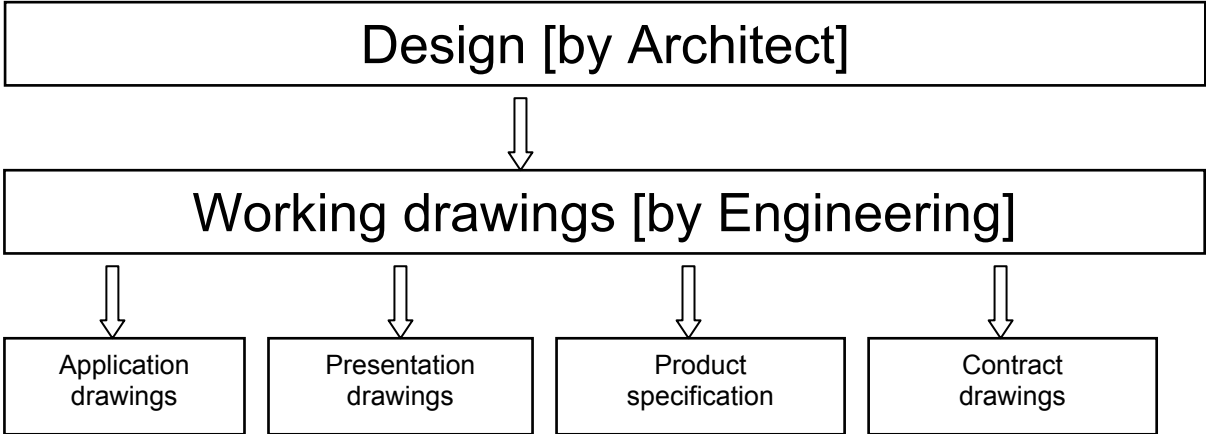 Design [by Architect]
Working drawings [by Engineering]
Application
drawings
Presentation
drawings
Product
specification
Contract
drawings